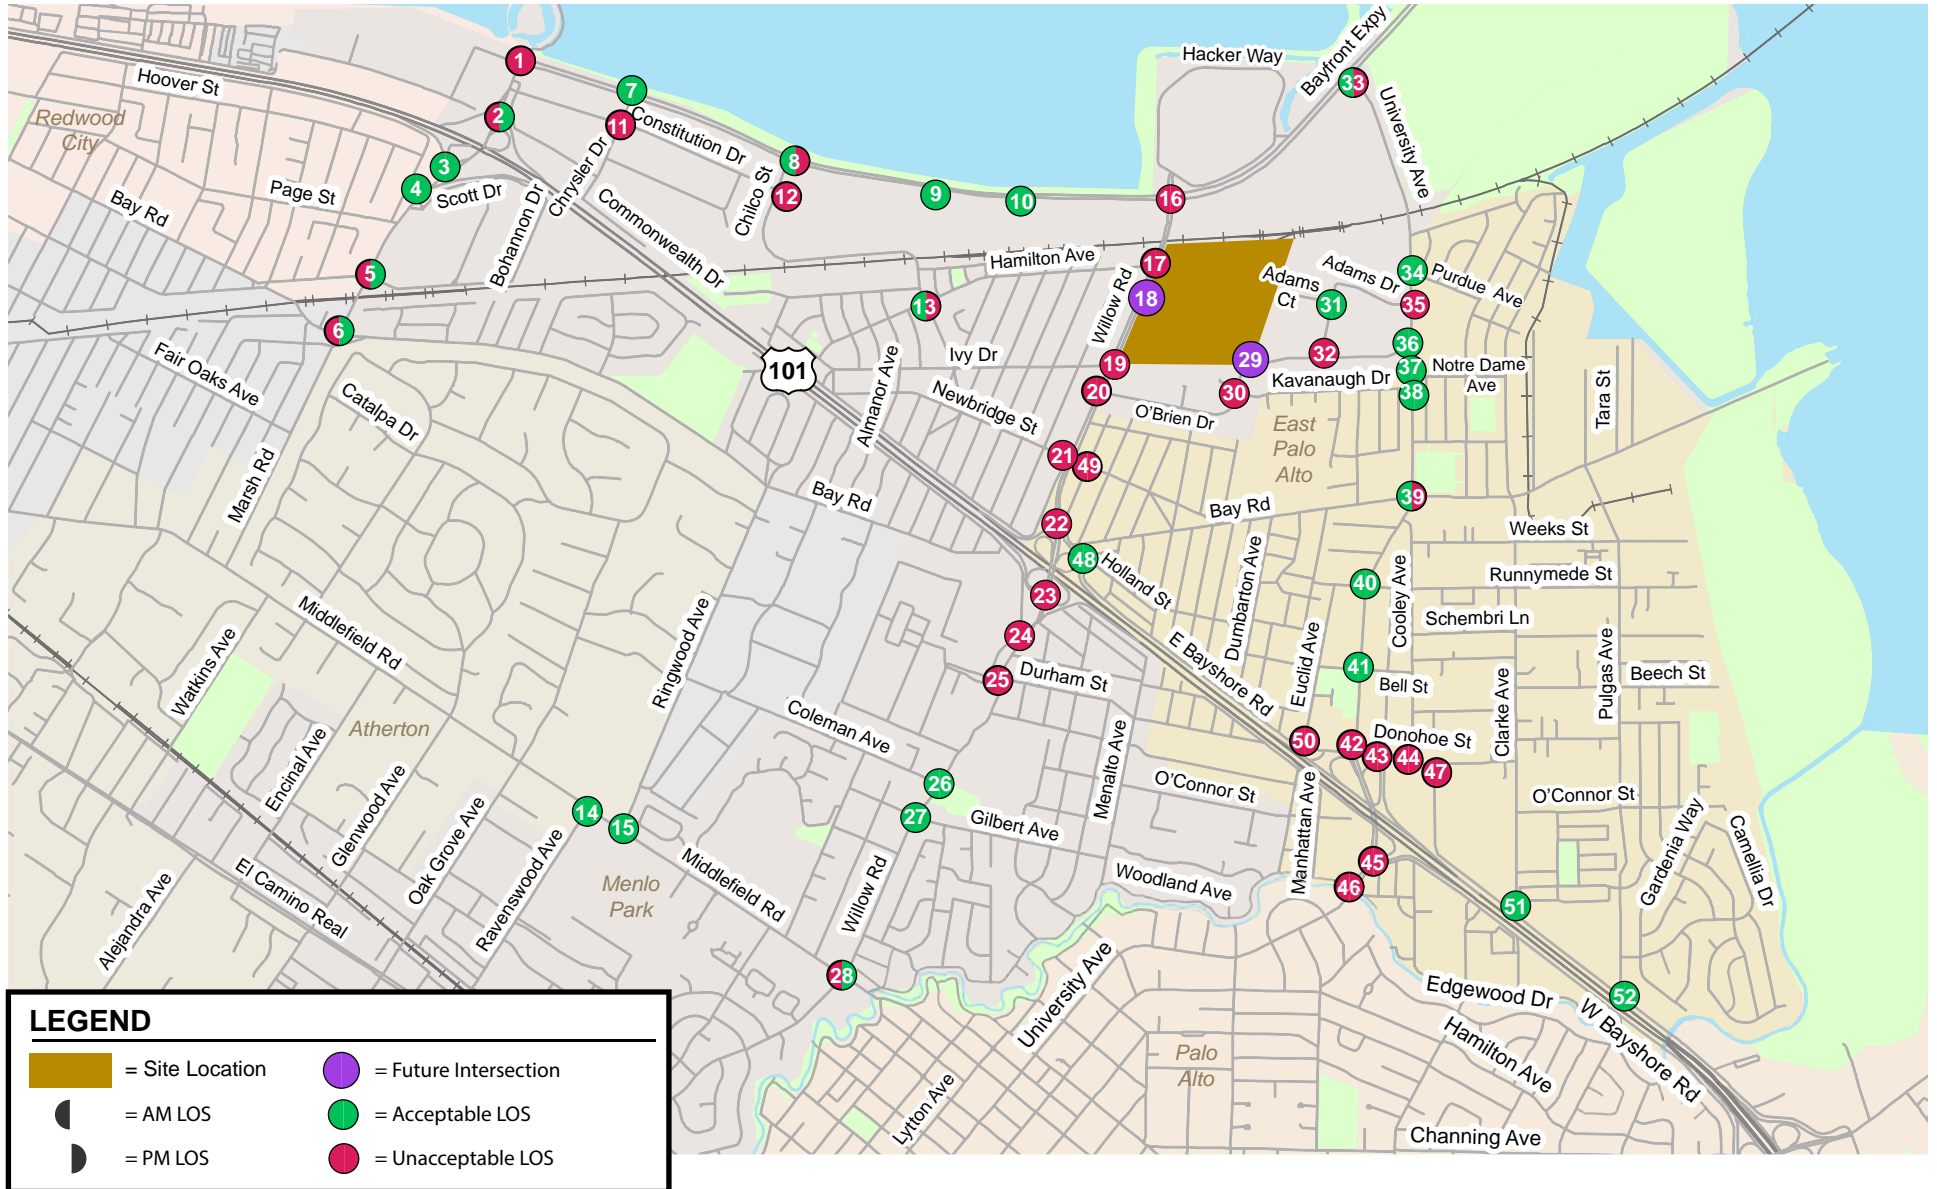 Hoover St
Redwood
City
Page St
Bay Rd
Scott Dr
Bohannon Dr
Chrysler Dr
Constitution Dr
Chilco St
Commonwealth Dr
Hacker Way
Bayfront Expy
University Ave
Hamilton Ave
Willow Rd
Adams
Ct
Adams Dr
Purdue Ave
Ivy Dr
Newbridge St
Almanor Ave
101
Kavanaugh Dr
Notre Dame
Ave
O'Brien Dr
East
Palo
Alto
Tara St
Fair Oaks Ave
Catalpa Dr
Marsh Rd
Bay Rd
Bay Rd
Weeks St
Holland St
Dumbarton Ave
Cooley Ave
Runnymede St
Schembri Ln
Euclid Ave
E Bayshore Rd
Middlefield Rd
Watkins Ave
Ringwood Ave
Durham St
Bell St
Clarke Ave
Pulgas Ave
Beech St
Atherton
Encinal Ave
Coleman Ave
Menalto Ave
Donohoe St
Glenwood Ave
Oak Grove Ave
O'Connor St
Manhattan Ave
O'Connor St
Gilbert Ave
Gardenia Way
Camellia Dr
El Camino Real
Ravenswood Ave
Menlo
Park
Middlefield Rd
Willow Rd
Woodland Ave
Alejandra Ave
University Ave
Edgewood Dr
Hamilton Ave
W Bayshore Rd
Palo
Alto
Lytton Ave
Channing Ave
1
2
3
4
5
6
7
8
9
10
11
12
13
14
15
16
17
18
19
20
21
22
23
24
25
26
27
28
29
30
31
32
33
34
35
36
37
38
39
40
41
42
43
44
45
46
47
48
49
50
51
52
LEGEND
= Site Location
= Future Intersection
= AM LOS
= Acceptable LOS
= PM LOS
= Unacceptable LOS